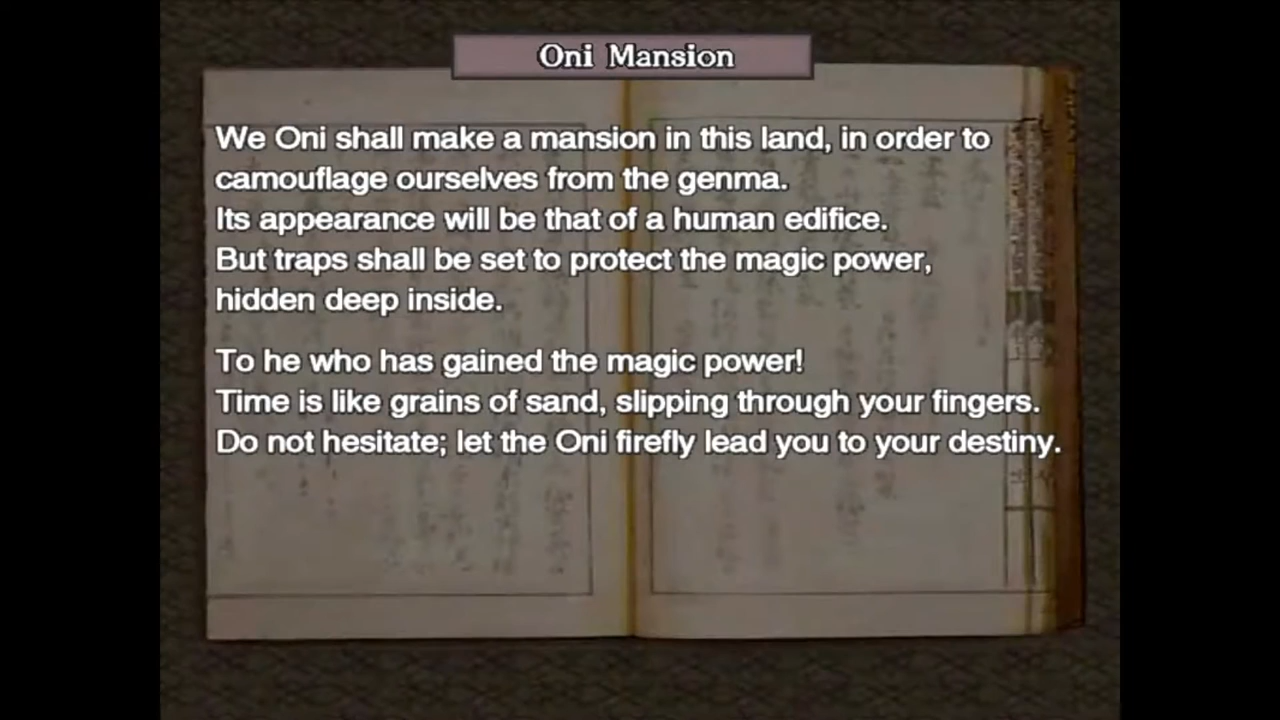 Oni Mansion
We Oni shall make a mansion in this land, in order to
camouflage ourselves from the genma.
Its appearance will be that of a human edifice.
But traps shall be set to protect the magic power,
hidden deep inside.
To he who has gained the magic power!
Time is like grains of sand, slipping through your fingers.
Do not hesitate; let the Oni firefly lead you to your destiny.